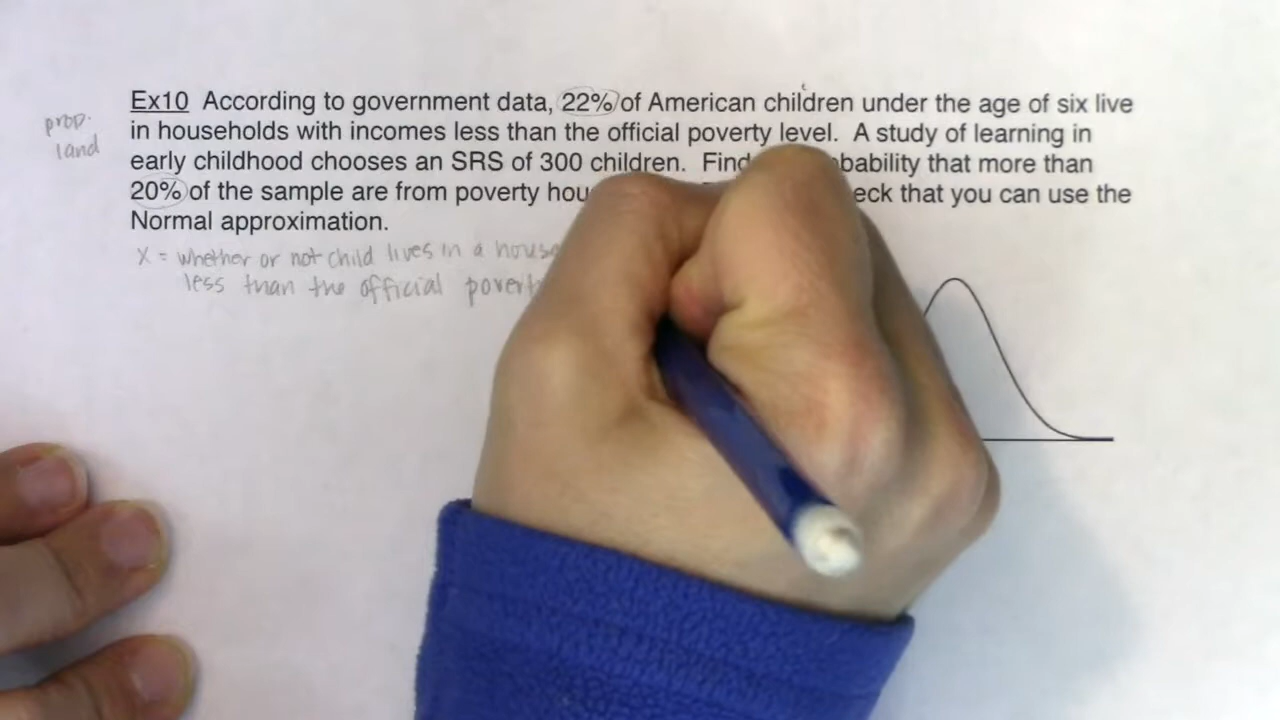 Ex10 According to government data, 22% of American children under the age of six live
prop.
in households with incomes less than the official poverty level. A study of learning in
land
early childhood chooses an SRS of 300 children. Find that more than
20% of the sample are from poverty that you can use the
Normal approximation.
X = whether or not child lives in a
less than the official